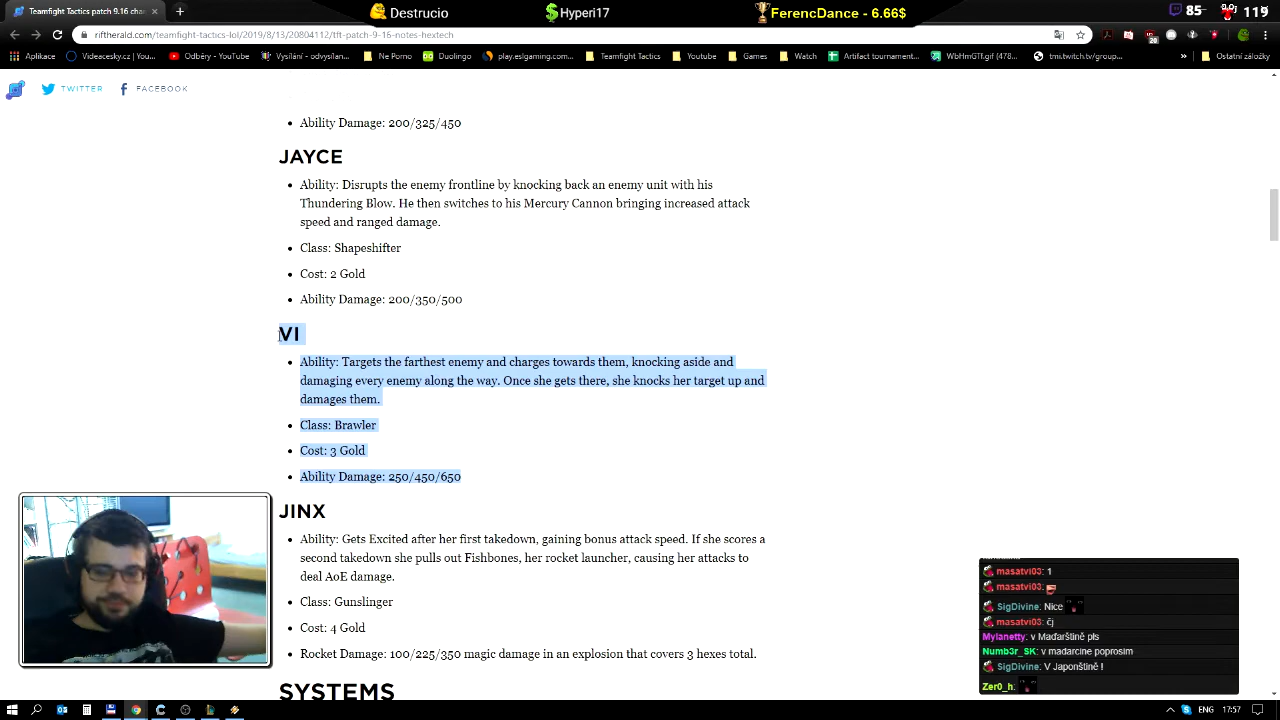 Destrucio
Hyperi17
FerencDance - 6.66$
85
119
Teamfight Tactics patch 9.16 cha
riftherald.com/teamfight-tactics-lol/2019/8/13/20804112/tft-patch-9-16-notes-hextech
Aplikace
Videacesky.cz | You...
Odběry - YouTube
Vysílání - odvysílan...
Ne Porno
Duolingo
play.eslgaming.com...
Teamfight Tactics
Youtube
Games
Watch
Artifact tournament...
WbHmGTf.gif (478...
tmi.twitch.tv/group...
Ostatní záložky
TWITTER
FACEBOOK
Ability Damage: 200/325/450
JAYCE
Ability: Disrupts the enemy frontline by knocking back an enemy unit with his
Thundering Blow. He then switches to his Mercury Cannon bringing increased attack
speed and ranged damage.
Class: Shapeshifter
Cost: 2 Gold
Ability Damage: 200/350/500
VI
Ability: Targets the farthest enemy and charges towards them, knocking aside and
damaging every enemy along the way. Once she gets there, she knocks her target up and
damages them.
Class: Brawler
Cost: 3 Gold
Ability Damage: 250/450/650
JINX
Ability: Gets Excited after her first takedown, gaining bonus attack speed. If she scores a
second takedown she pulls out Fishbones, her rocket launcher, causing her attacks to
deal AoE damage.
Class: Gunslinger
Cost: 4 Gold
Rocket Damage: 100/225/350 magic damage in an explosion that covers 3 hexes total.
SYSTEMS
masatvi03: 1
masatvi03:
SigDivine: Nice
masatvi03: čj
Mylanetty: v Maďarštině pls
Numb3r_SK: v madarcine poprosim
SigDivine: V Japonštině !
Zer0_h:
ENG
17:57